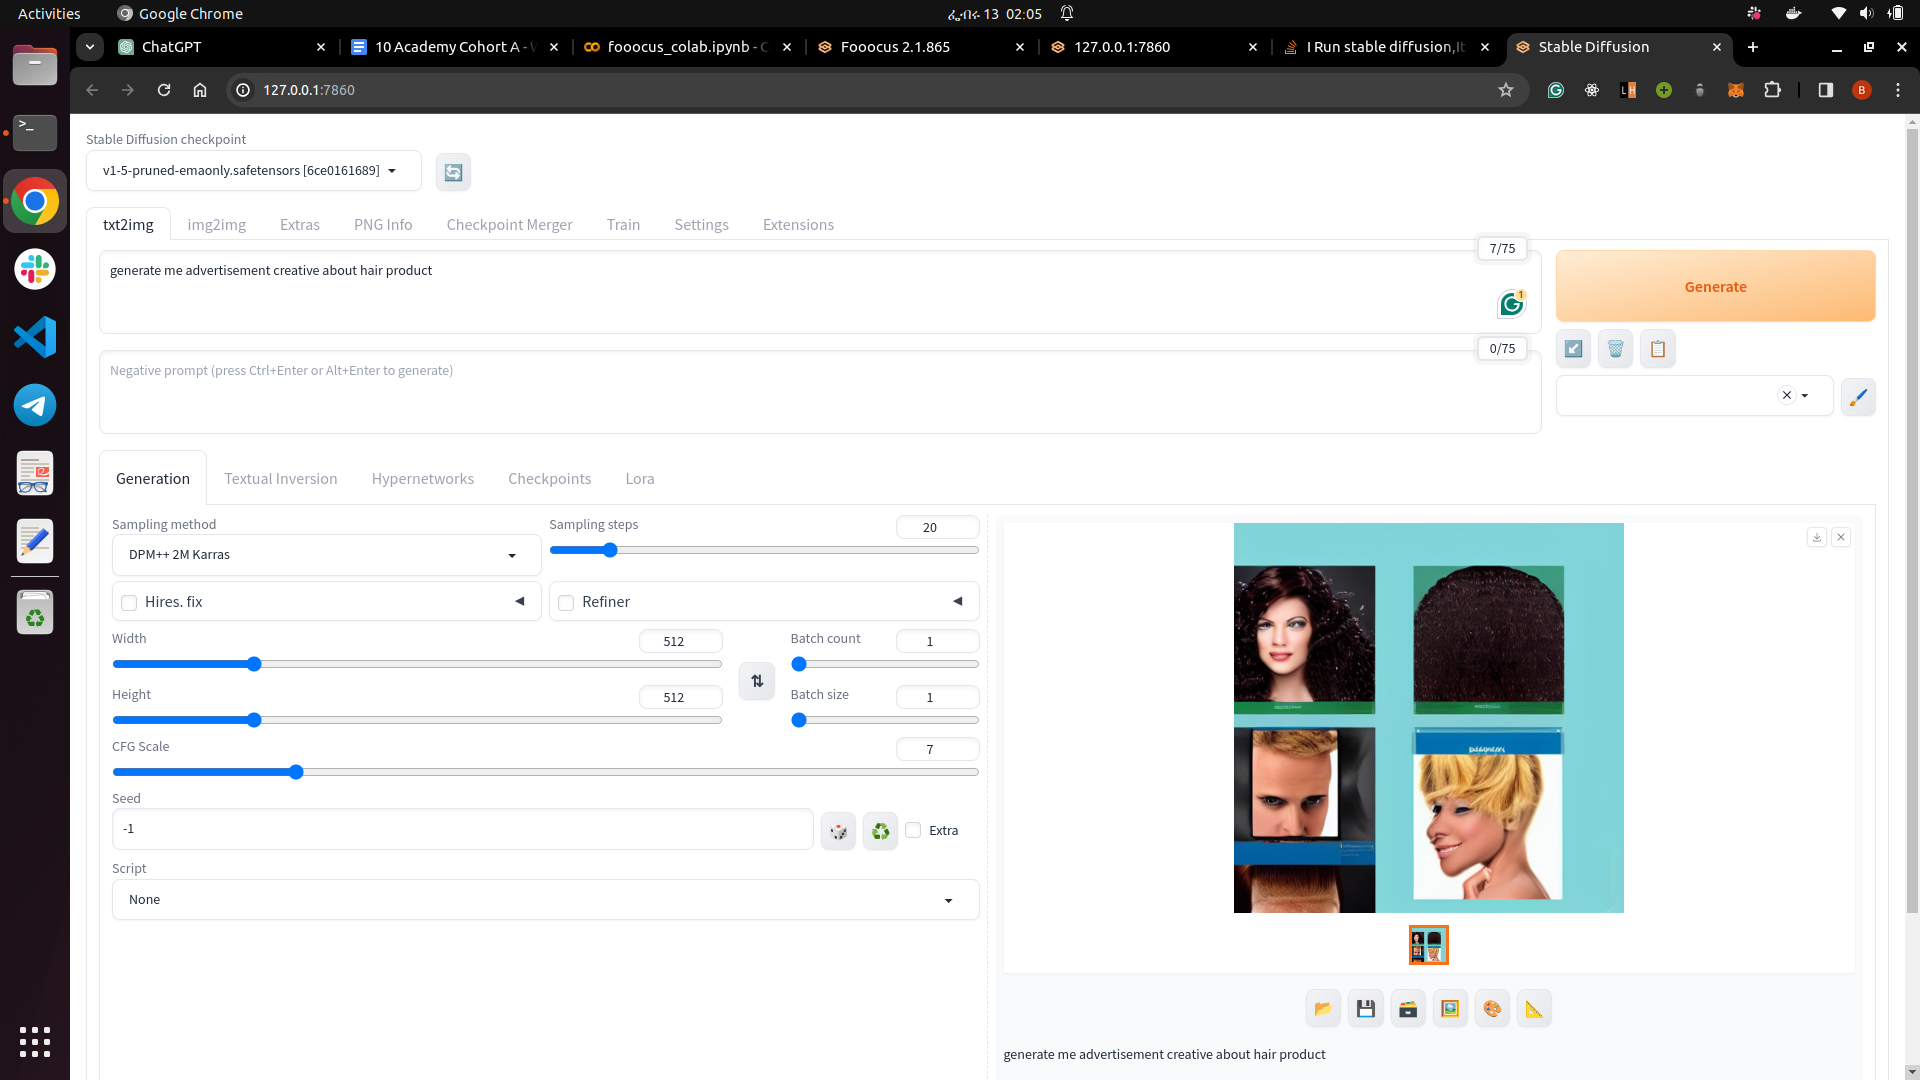 Activities
Google Chrome
ፌብሩ 13 02:05
ChatGPT
10 Academy Cohort A - W
fooocus_colab.ipynb - C
Fooocus 2.1.865
127.0.0.1:7860
I Run stable diffusion,It
Stable Diffusion
127.0.0.1:7860
B
Stable Diffusion checkpoint
v1-5-pruned-emaonly.safetensors [6ce0161689]
txt2img
img2img
Extras
PNG Info
Checkpoint Merger
Train
Settings
Extensions
7/75
generate me advertisement creative about hair product
1
Generate
0/75
Negative prompt (press Ctrl+Enter or Alt+Enter to generate)
Generation
Textual Inversion
Hypernetworks
Checkpoints
Lora
Sampling method
DPM++ 2M Karras
Sampling steps
20
Hires. fix
Refiner
Width
512
Batch count
1
Height
512
Batch size
1
CFG Scale
7
Seed
-1
Extra
Script
None
generate me advertisement creative about hair product